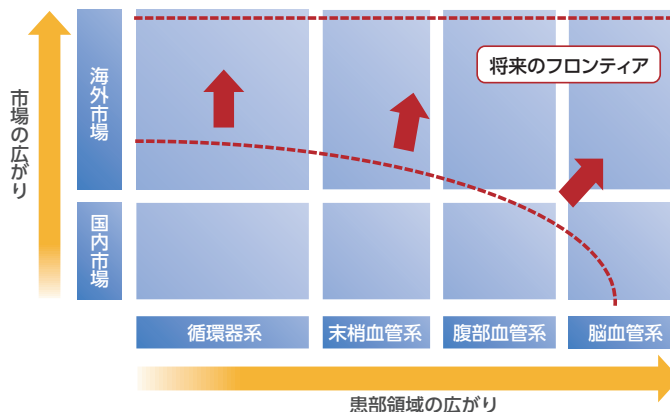 市場の広がり
海外市場
国内市場
将来のフロンティア
循環器系
末梢血管系
腹部血管系
脳血管系
患部領域の広がり